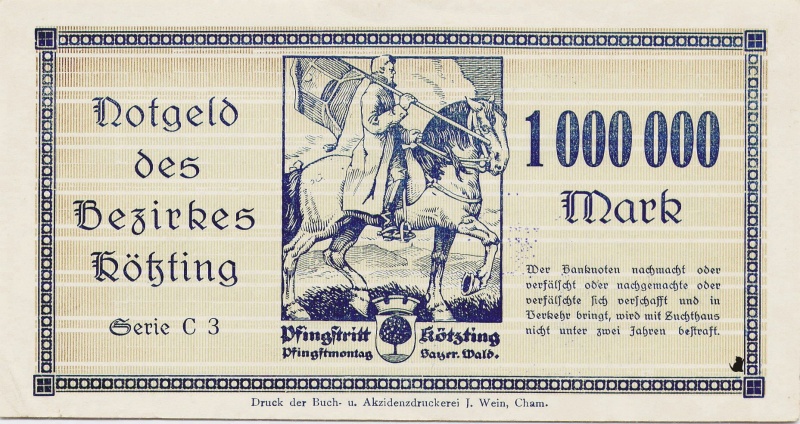 Notgeld
des
Bezirkes
Kötzting
Serie C 3
Pfingstritt Kötzting
Pfingstmontag Bayer. Wald.
1 000 000
Mark
Wer Banknoten nachmacht oder
verfälscht oder nachgemachte oder
verfälschte sich verschafft und in
Verkehr bringt, wird mit Zuchthaus
nicht unter zwei Jahren bestraft.
Druck der Buch- u. Akzidenzdruckerei J. Wein, Cham.